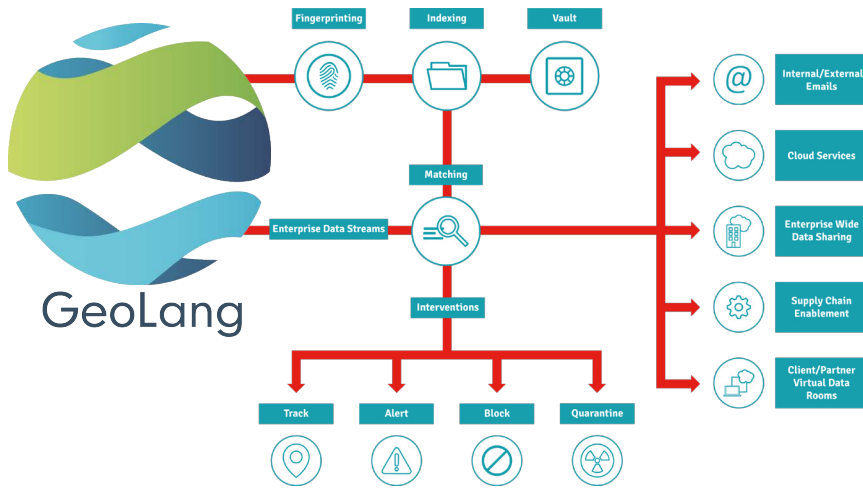 Fingerprinting
Indexing
Vault
Internal/External
Emails
Cloud Services
Matching
Enterprise Data Streams
Enterprise Wide
Data Sharing
GeoLang
Interventions
Supply Chain
Enablement
Client/Partner
Virtual Data
Rooms
Track
Alert
Block
Quarantine